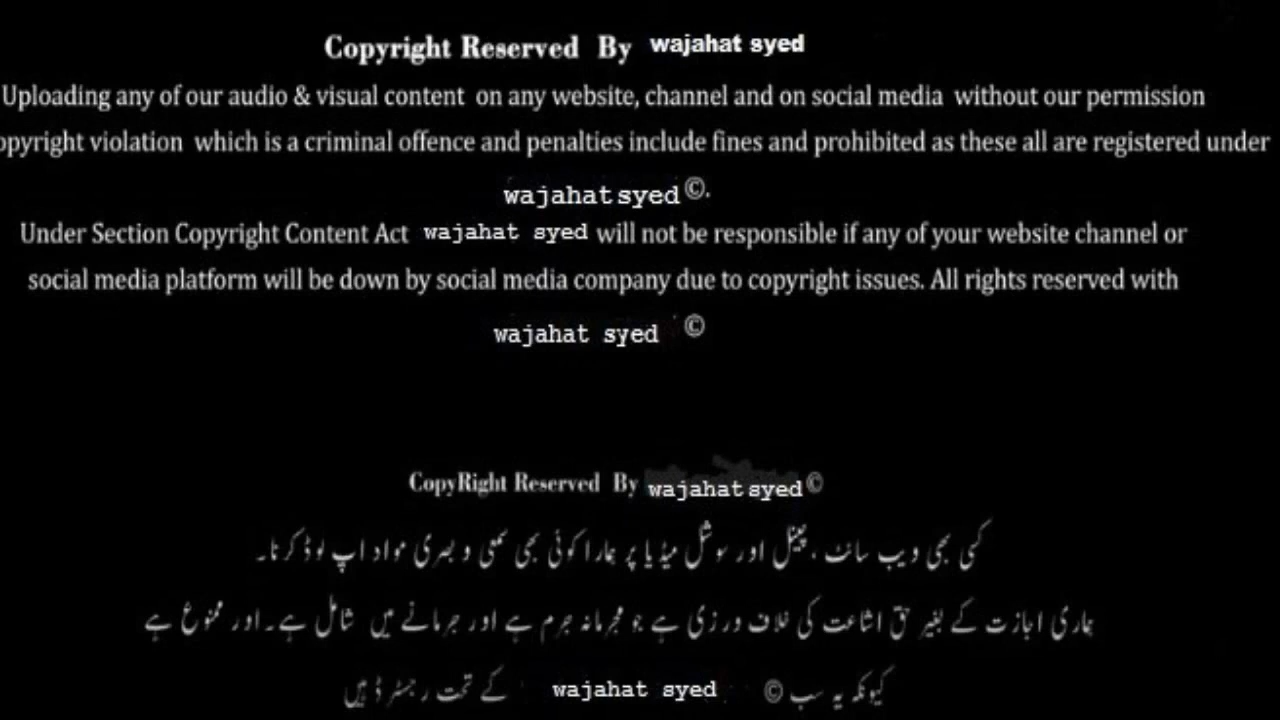 Copyright Reserved By wajahat syed
Uploading any of our audio & visual content on any website, channel and on social media without our permission
opyright violation which is a criminal offence and penalties include fines and prohibited as these all are registered under
wajahat syed ©.
Under Section Copyright Content Act wajahat syed will not be responsible if any of your website channel or
social media platform will be down by social media company due to copyright issues. All rights reserved with
wajahat syed ©
CopyRight Reserved By wajahat syed ©
کسی بھی ویب سائٹ ،چینل اور سوشل میڈیا پر ہمارا کوئی بھی سمعی و بصری مواد اپ لوڈ کرنا۔
ہماری اجازت کے بغیر حق اشاعت کی خلاف ورزی ہے جو مجرمانہ جرم ہے اور جرمانے میں شامل ہے۔اور ممنوع ہے
کیونکہ یہ سب © wajahat syed کے تحت رجسٹرڈ ہیں